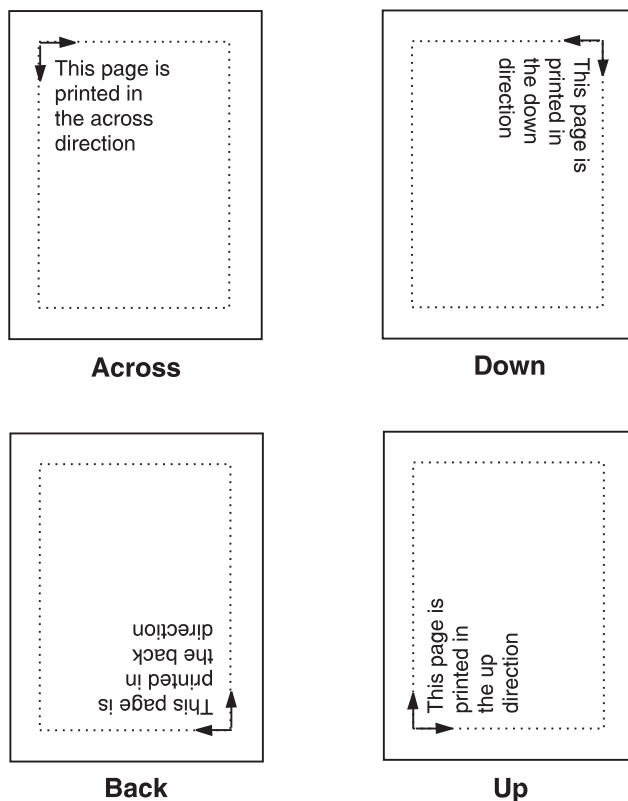 This page is
printed in
the across
direction
Across
This page is
printed in
the down
direction
Down
This page is
printed in
the back
direction
Back
This page is
printed in
the up
direction
Up